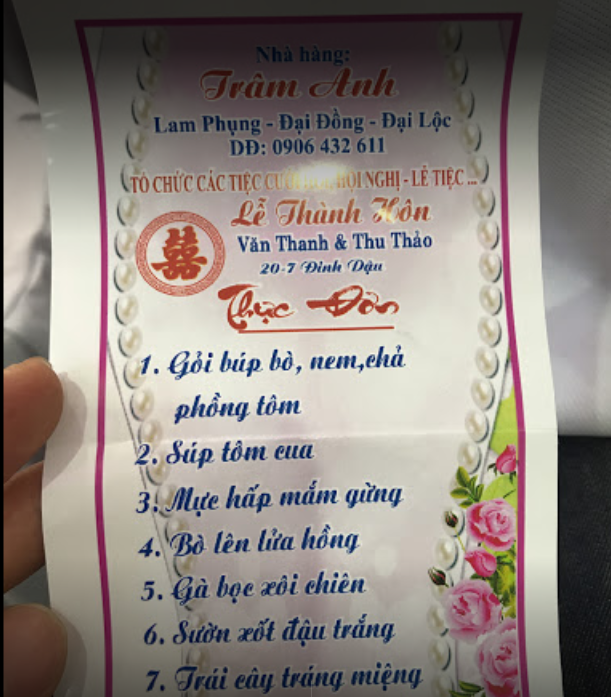 Nhà hàng:
Trâm Anh
Lam Phụng - Đại Đồng - Đại Lộc
DĐ: 0906 432 611
TỔ CHỨC CÁC TIỆC CƯỚI HỘI NGHỊ - LỄ TIỆC ...
Lễ Thành Hôn
Văn Thanh & Thu Thảo
20-7 Đinh Dậu
Thực Đơn
1. Gỏi búp bò, nem,chả
phồng tôm
2. Súp tôm cua
3. Mực hấp mắm gừng
4. Bò lên lửa hồng
5. Gà bọc xôi chiên
6. Sườn xốt đậu trắng
7. Trái cây tráng miệng